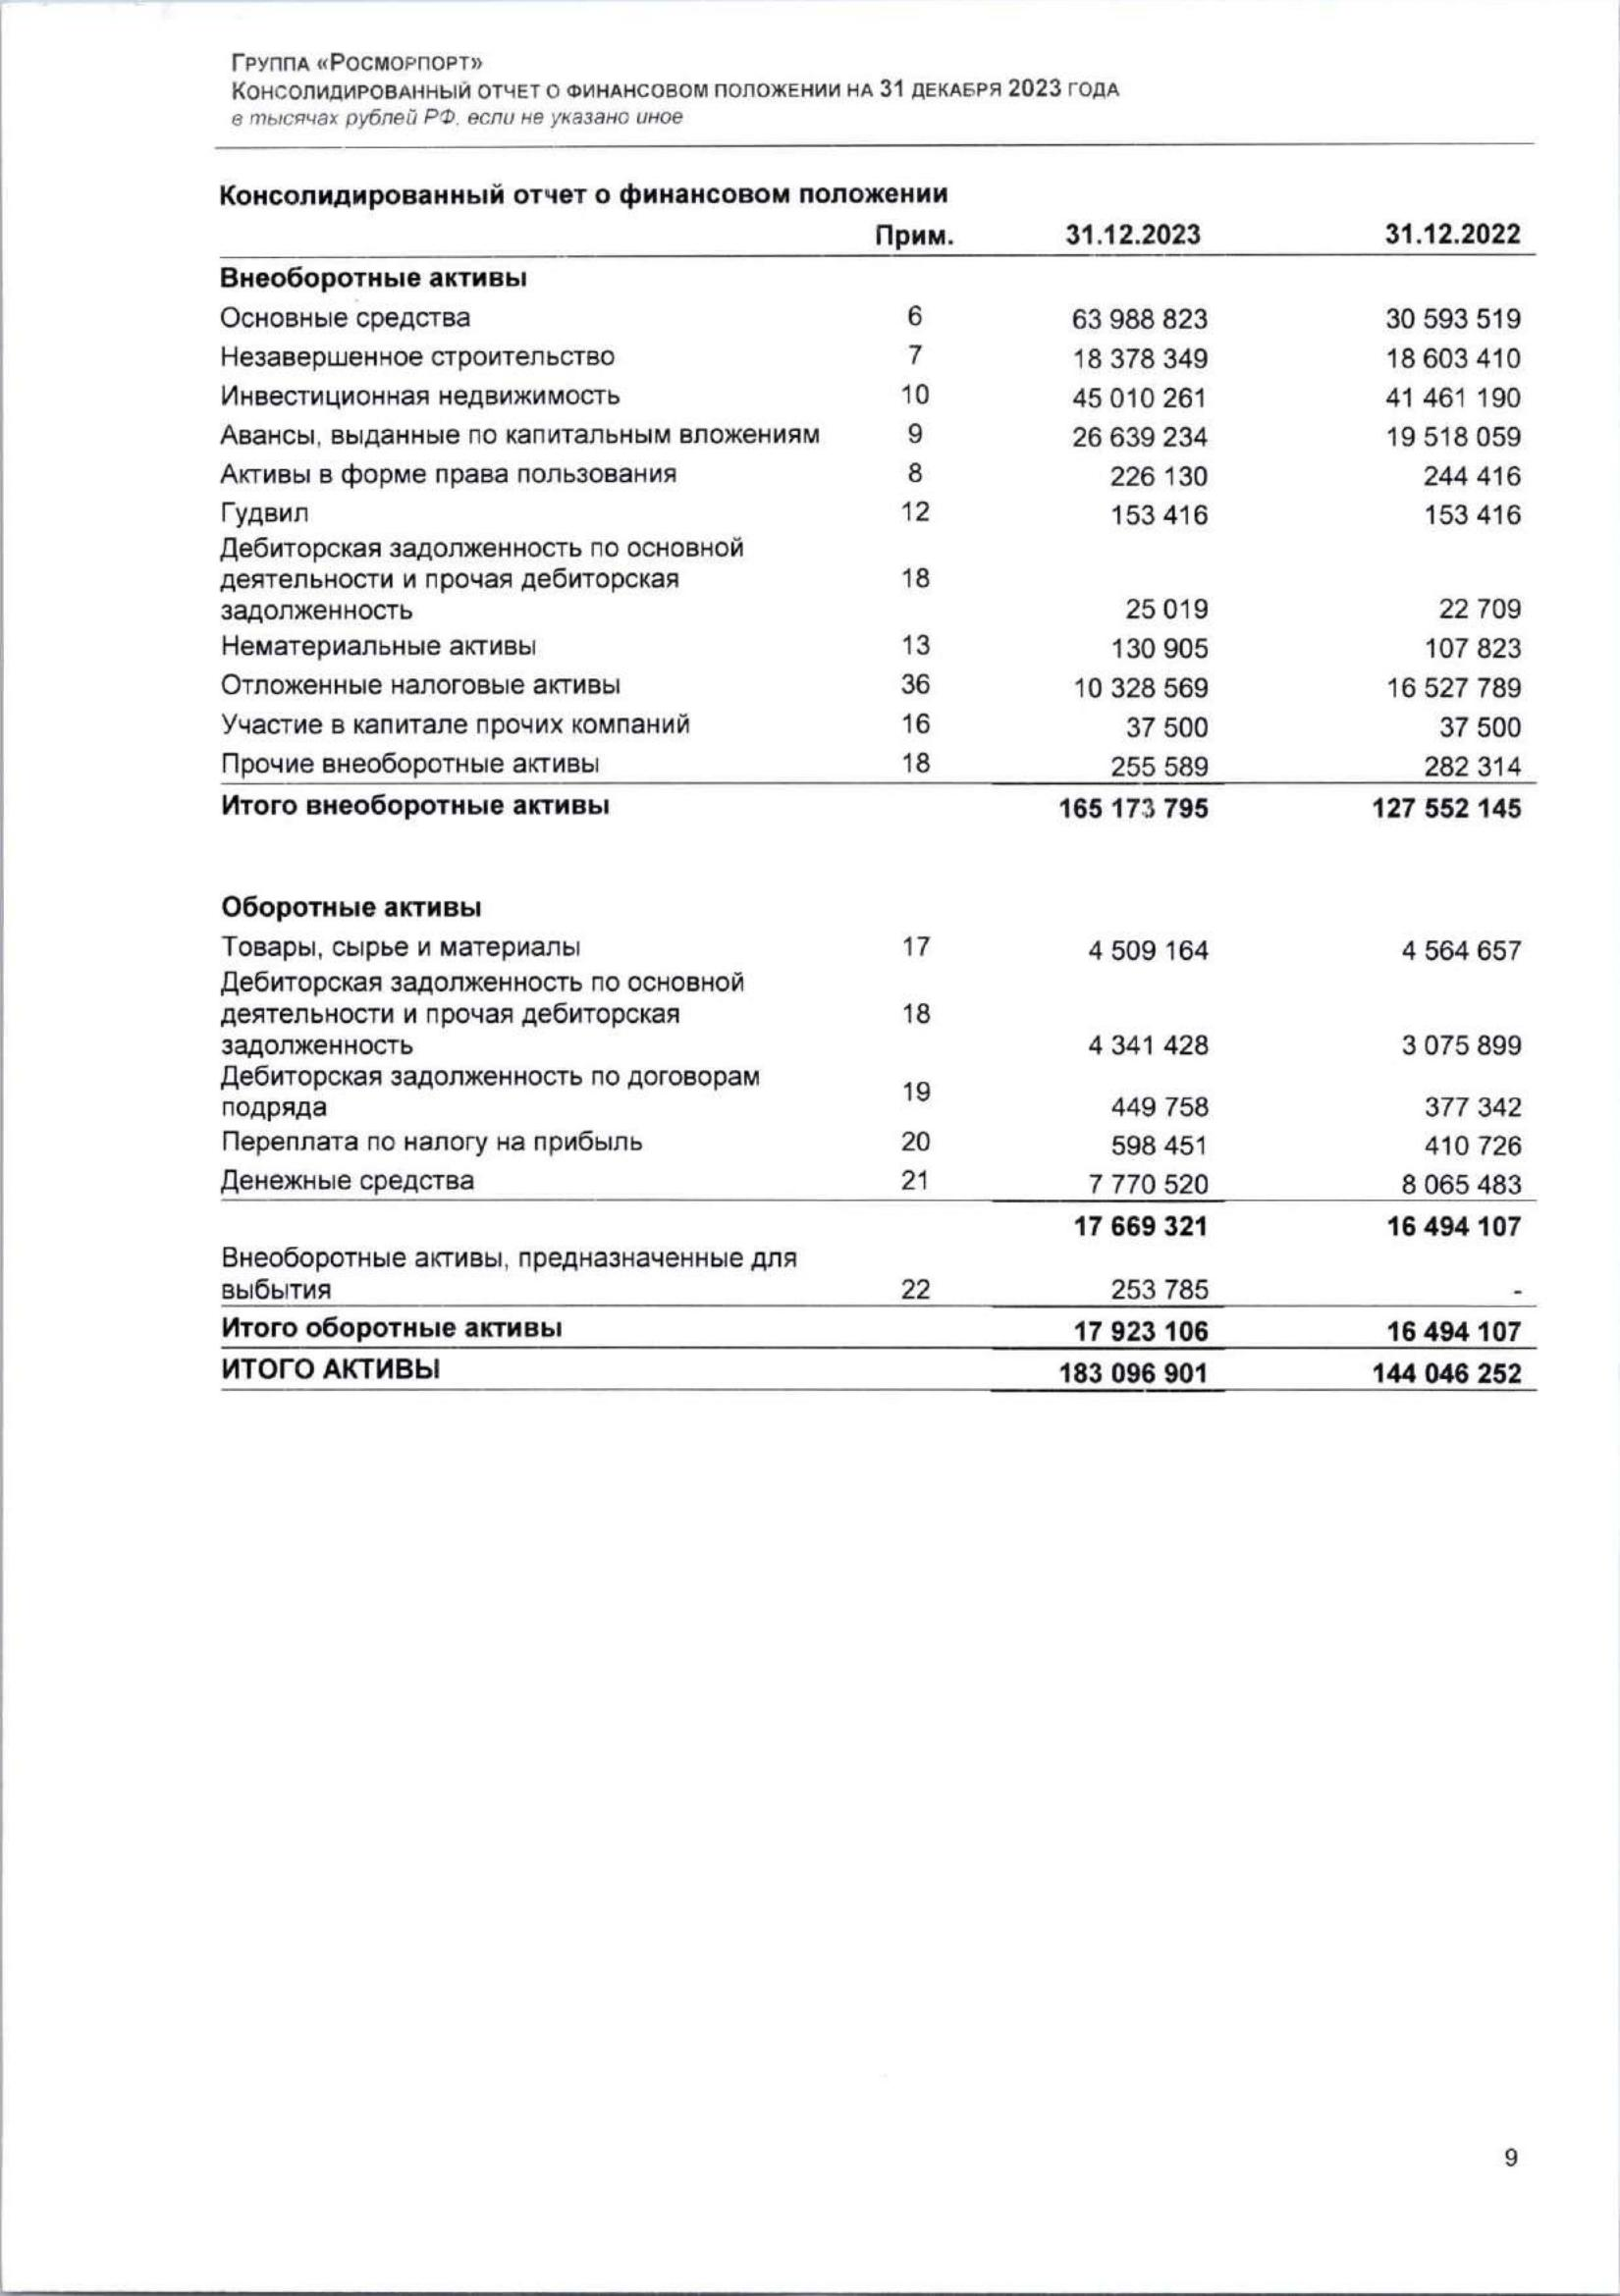 Группа «Росморпорт»
Консолидированный отчет о финансовом положении на 31 декабря 2023 года
в тысячах рублей РФ, если не указано иное
Консолидированный отчет о финансовом положении
Прим. 31.12.2023 31.12.2022
Внеоборотные активы
Основные средства 6 63 988 823 30 593 519
Незавершенное строительство 7 18 378 349 18 603 410
Инвестиционная недвижимость 10 45 010 261 41 461 190
Авансы, выданные по капитальным вложениям 9 26 639 234 19 518 059
Активы в форме права пользования 8 226 130 244 416
Гудвил 12 153 416 153 416
Дебиторская задолженность по основной
деятельности и прочая дебиторская 18
задолженность 25 019 22 709
Нематериальные активы 13 130 905 107 823
Отложенные налоговые активы 36 10 328 569 16 527 789
Участие в капитале прочих компаний 16 37 500 37 500
Прочие внеоборотные активы 18 255 589 282 314
Итого внеоборотные активы 165 173 795 127 552 145
Оборотные активы
Товары, сырье и материалы 17 4 509 164 4 564 657
Дебиторская задолженность по основной
деятельности и прочая дебиторская 18
задолженность 4 341 428 3 075 899
Дебиторская задолженность по договорам 19
подряда 449 758 377 342
Переплата по налогу на прибыль 20 598 451 410 726
Денежные средства 21 7 770 520 8 065 483
17 669 321 16 494 107
Внеоборотные активы, предназначенные для
выбытия 22 253 785 -
Итого оборотные активы 17 923 106 16 494 107
ИТОГО АКТИВЫ 183 096 901 144 046 252
9